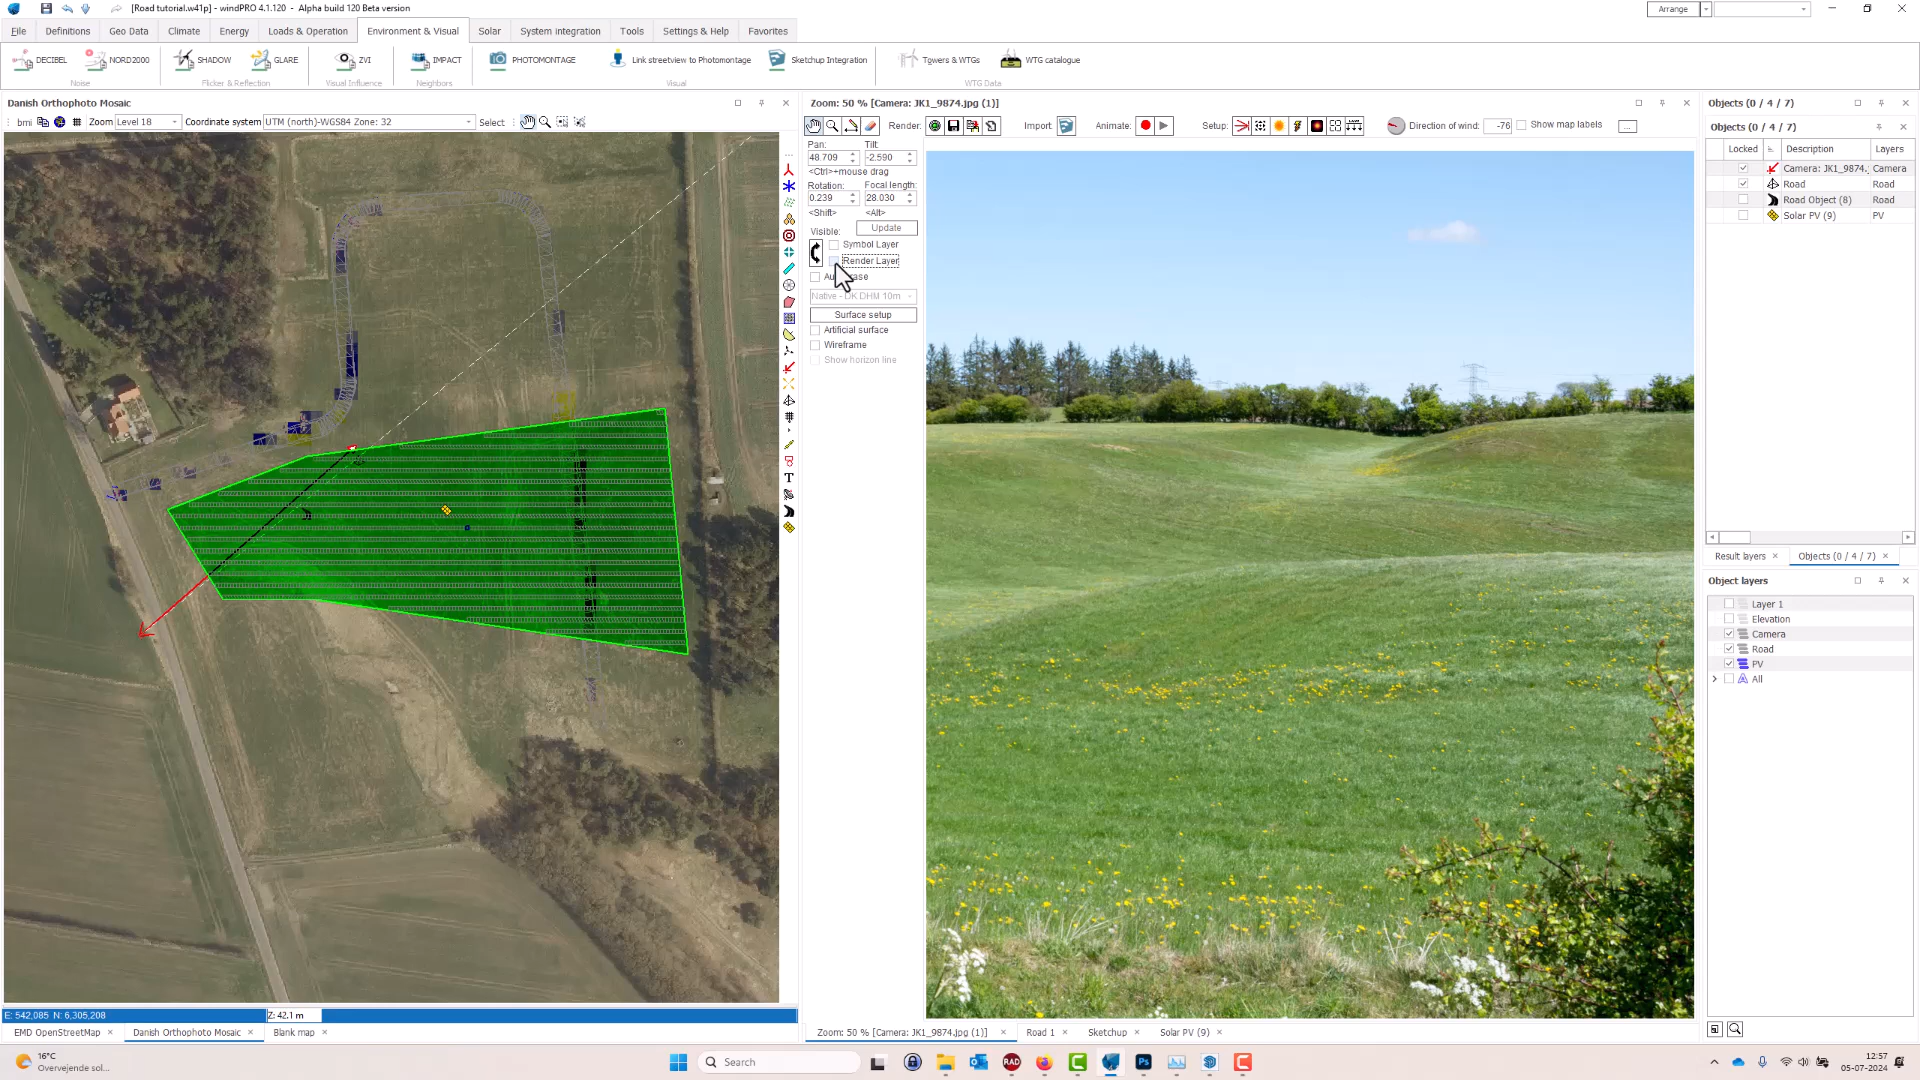 [Road tutorial.w41p] - windPRO 4.1.120 - Alpha build 120 Beta version
Arrange
File Definitions Geo Data Climate Energy Loads & Operation Environment & Visual Solar System integration Tools Settings & Help Favorites
DECIBEL NORD2000 SHADOW GLARE ZVI IMPACT PHOTOMONTAGE Link streetview to Photomontage Sketchup Integration Towers & WTGs WTG catalogue
Noise Flicker & Reflection Visual Influence Neighbors Visual WTG Data
Danish Orthophoto Mosaic
bmi Zoom Level 18 Coordinate system UTM (north)-WGS84 Zone: 32 Select
Zoom: 50 % [Camera: JK1_9874.jpg (1)]
Render: Import Animate: Setup: Direction of wind: -76 Show map labels ...
Pan: Tilt:
48.709 -2.590
<Ctrl>+mouse drag
Rotation: Focal length:
0.239 28.030
<Shift> <Alt>
Visible: Update
Symbol Layer
Render Layer
Native - DK DHM 10m
Surface setup
Artificial surface
Wireframe
Show horizon line
Objects (0 / 4 / 7)
Objects (0 / 4 / 7)
Locked Description Layers
Camera: JK1_9874. Camera
Road Road
Road Object (8) Road
Solar PV (9) PV
Result layers Objects (0 / 4 / 7)
Object layers
Layer 1
Elevation
Camera
Road
PV
All
E: 542,085 N: 6,305,208 Z: 42.1 m
EMD OpenStreetMap Danish Orthophoto Mosaic Blank map
Zoom: 50 % [Camera: JK1_9874.jpg (1)] Road 1 Sketchup Solar PV (9)
16°C
Overvejende sol...
Search
RAD
Ps
12:57
05-07-2024